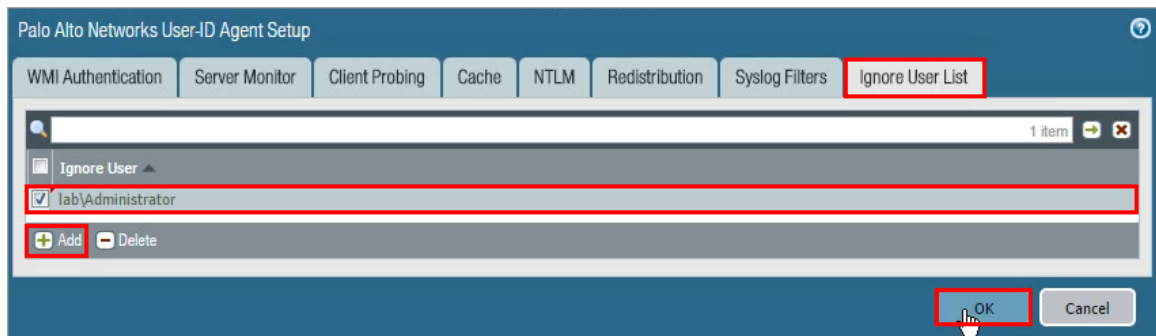 Palo Alto Networks User-ID Agent Setup
WMI Authentication Server Monitor Client Probing Cache NTLM Redistribution Syslog Filters Ignore User List
1 item
Ignore User
lab\Administrator
Add Delete
OK Cancel